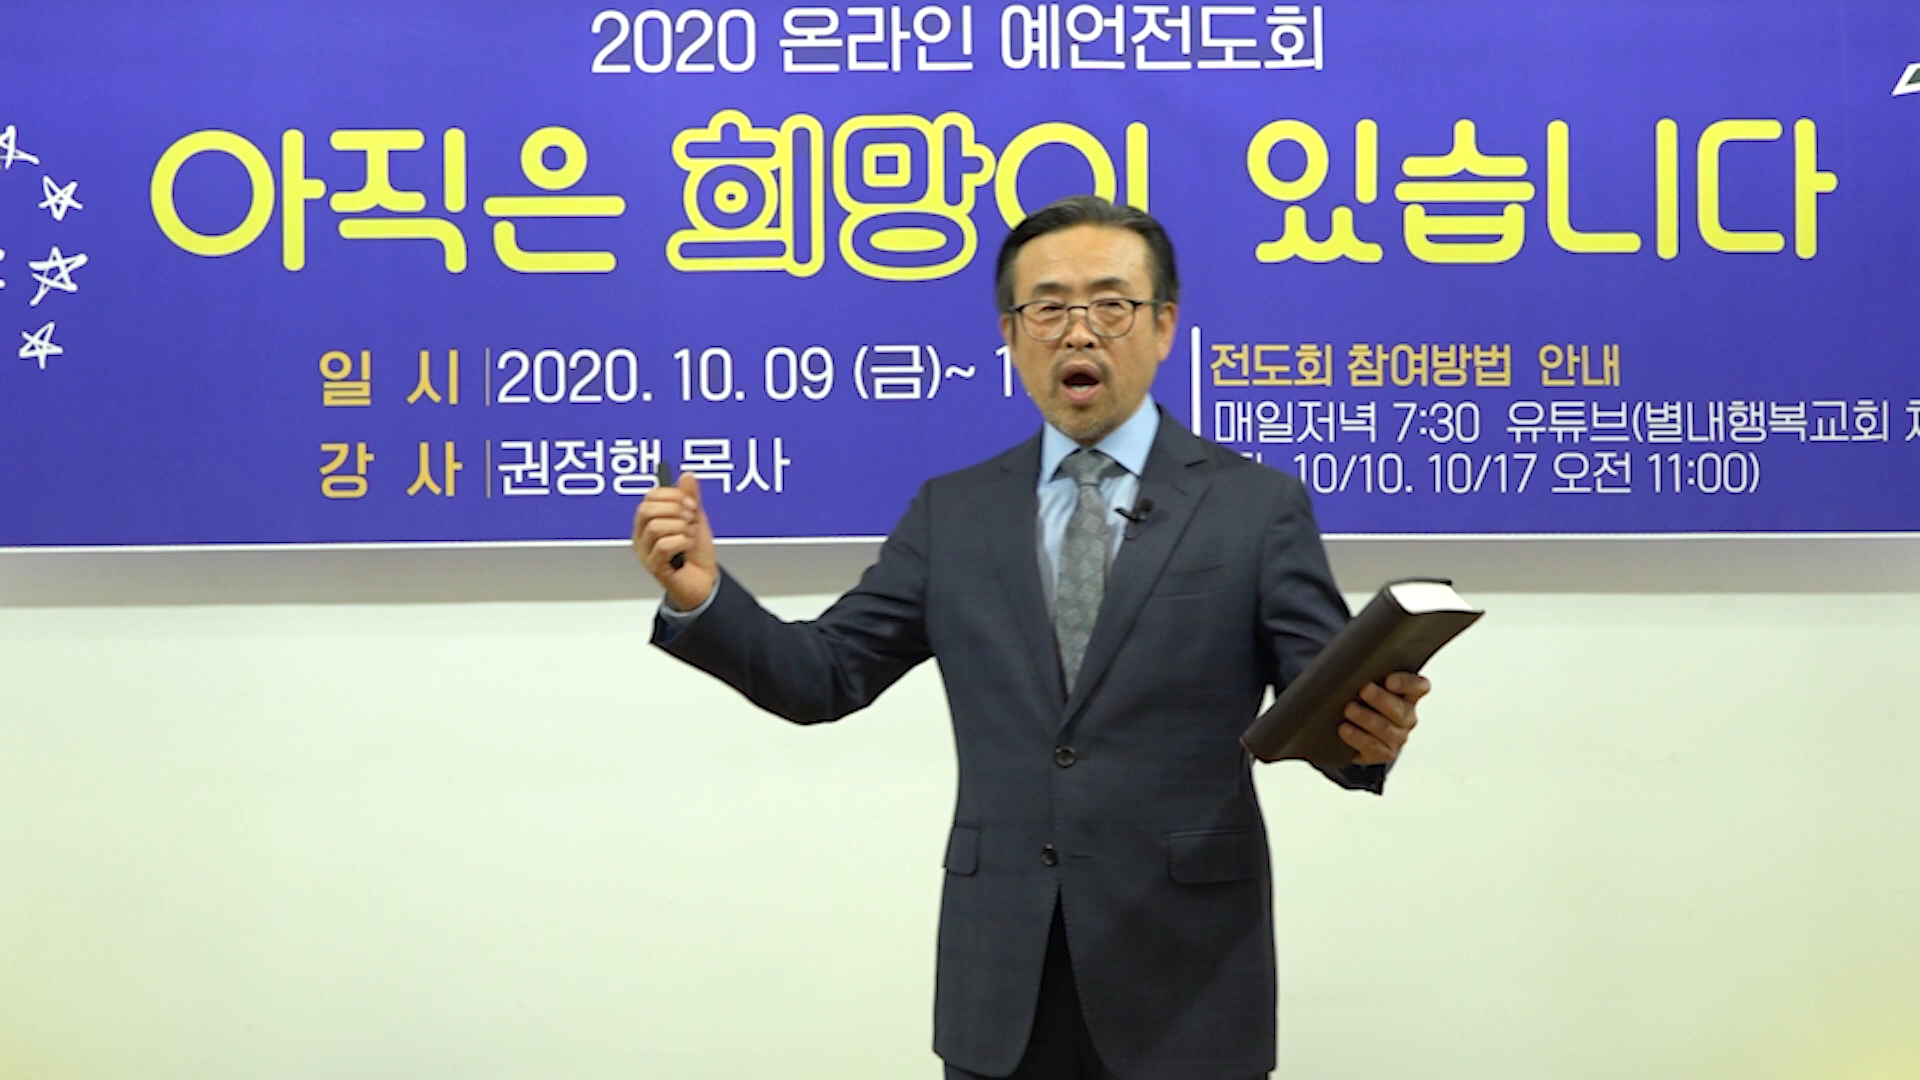 2020 온라인 예언전도회
아직은 희망이 있습니다
일 시 2020. 10. 09 (금)~
강 사 권정행 목사
전도회 참여방법 안내
매일저녁 7:30 유튜브(별내행복교회
10/10. 10/17 오전 11:00)